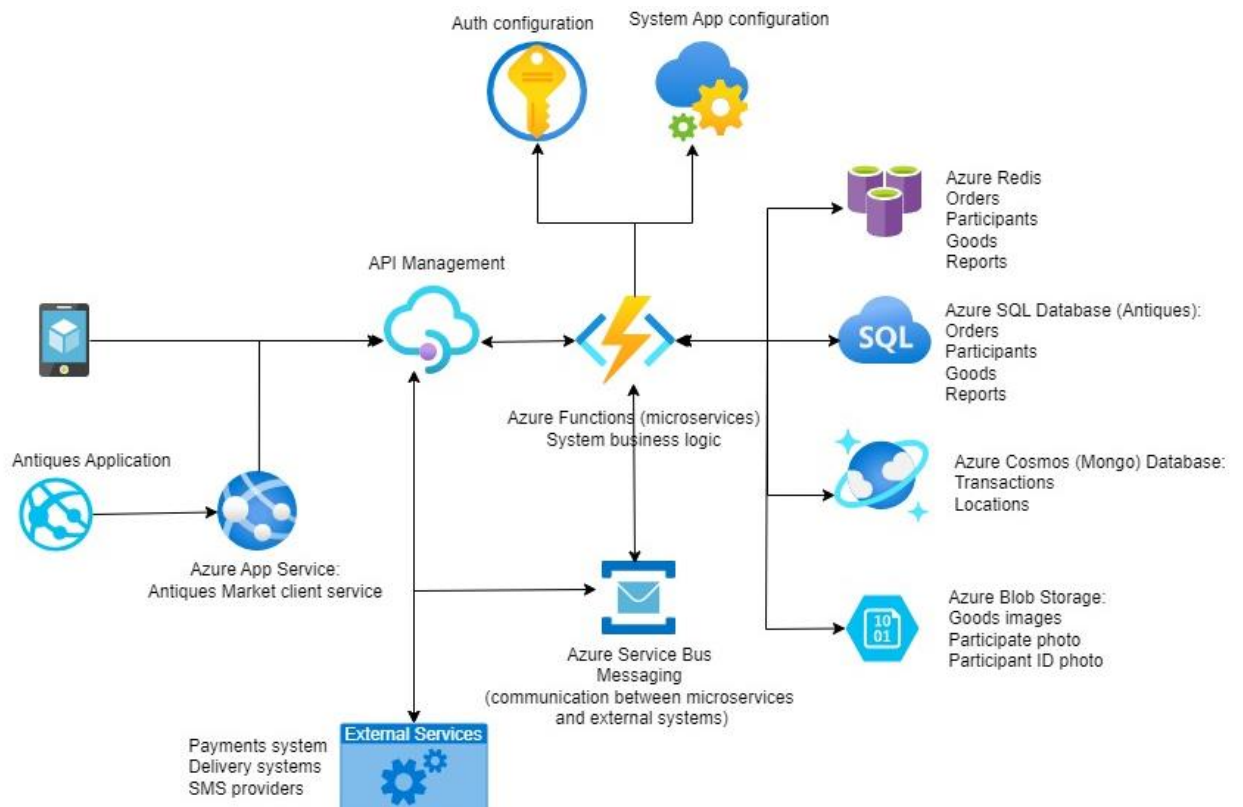 Auth configuration
System App configuration
API Management
Azure Redis
Orders
Participants
Goods
Reports
Azure SQL Database (Antiques):
Orders
Participants
Goods
Reports
SQL
Azure Functions (microservices)
System business logic
Antiques Application
Azure App Service:
Antiques Market client service
Azure Cosmos (Mongo) Database:
Transactions
Locations
Azure Blob Storage:
Goods images
Participate photo
Participant ID photo
10
01
Azure Service Bus
Messaging
(communication between microservices
and external systems)
External Services
Payments system
Delivery systems
SMS providers